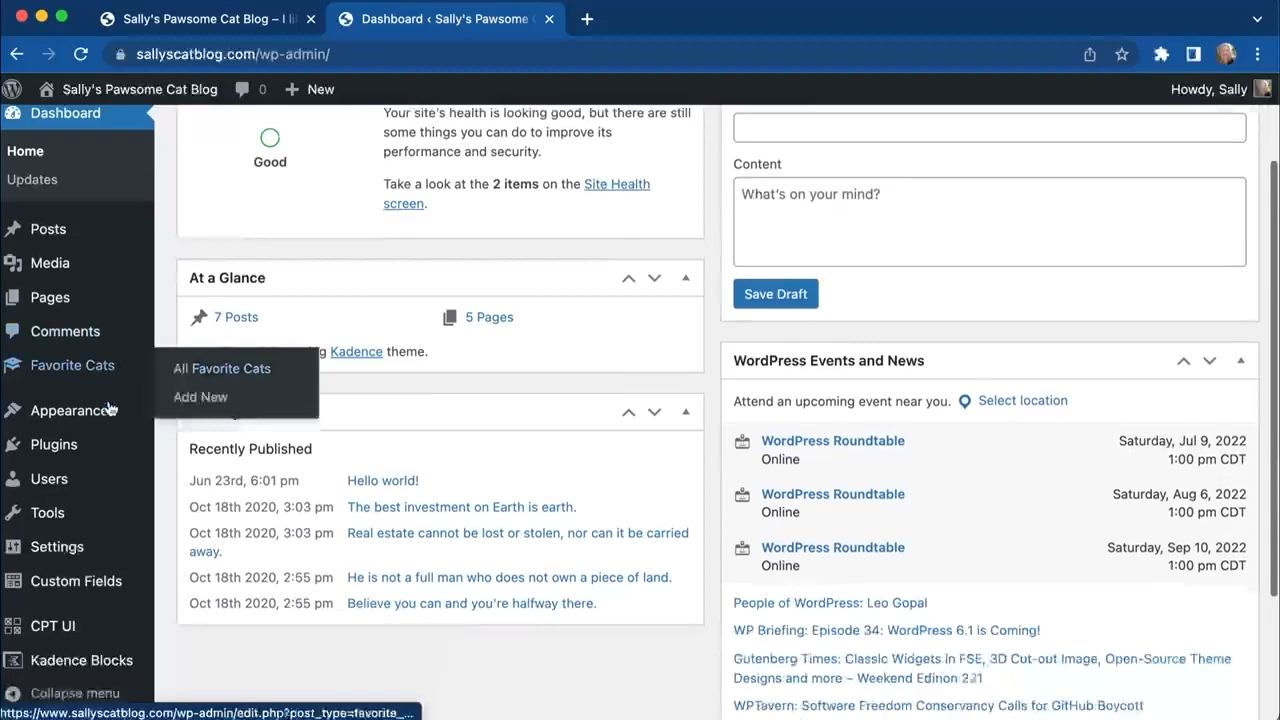 Sally's Pawsome Cat Blog – I li
Dashboard ‹ Sally's Pawsome
sallyscatblog.com/wp-admin/
Sally's Pawsome Cat Blog 0 New
Howdy, Sally
Dashboard
Home
Updates
Posts
Media
Pages
Comments
Favorite Cats
All Favorite Cats
Add New
Appearance
Plugins
Users
Tools
Settings
Custom Fields
CPT UI
Kadence Blocks
Collapse menu
https://www.sallyscatblog.com/wp-admin/edit.php?post_type=favorite_...
Good
Your site's health is looking good, but there are still
some things you can do to improve its
performance and security.
Take a look at the 2 items on the Site Health
screen.
At a Glance
7 Posts
5 Pages
Kadence theme.
Recently Published
Jun 23rd, 6:01 pm Hello world!
Oct 18th 2020, 3:03 pm The best investment on Earth is earth.
Oct 18th 2020, 3:03 pm Real estate cannot be lost or stolen, nor can it be carried
away.
Oct 18th 2020, 2:55 pm He is not a full man who does not own a piece of land.
Oct 18th 2020, 2:55 pm Believe you can and you're halfway there.
Content
What's on your mind?
Save Draft
WordPress Events and News
Attend an upcoming event near you. Select location
WordPress Roundtable Saturday, Jul 9, 2022
Online 1:00 pm CDT
WordPress Roundtable Saturday, Aug 6, 2022
Online 1:00 pm CDT
WordPress Roundtable Saturday, Sep 10, 2022
Online 1:00 pm CDT
People of WordPress: Leo Gopal
WP Briefing: Episode 34: WordPress 6.1 is Coming!
Gutenberg Times: Classic Widgets in FSE, 3D Cut-out Image, Open-Source Theme
Designs and more – Weekend
WPTavern: Software Freedom Conservancy Calls for GitHub Boycott